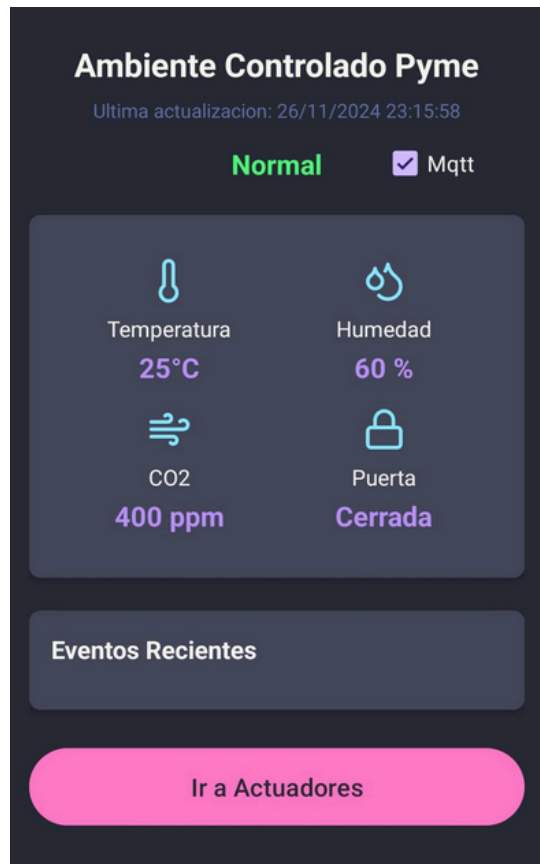 Ambiente Controlado Pyme
Ultima actualizacion: 26/11/2024 23:15:58
Normal Mqtt
Temperatura Humedad
25°C 60 %
CO2 Puerta
400 ppm Cerrada
Eventos Recientes
Ir a Actuadores